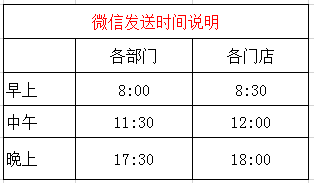 微信发送时间说明
各部门 各门店
早上 8:00 8:30
中午 11:30 12:00
晚上 17:30 18:00